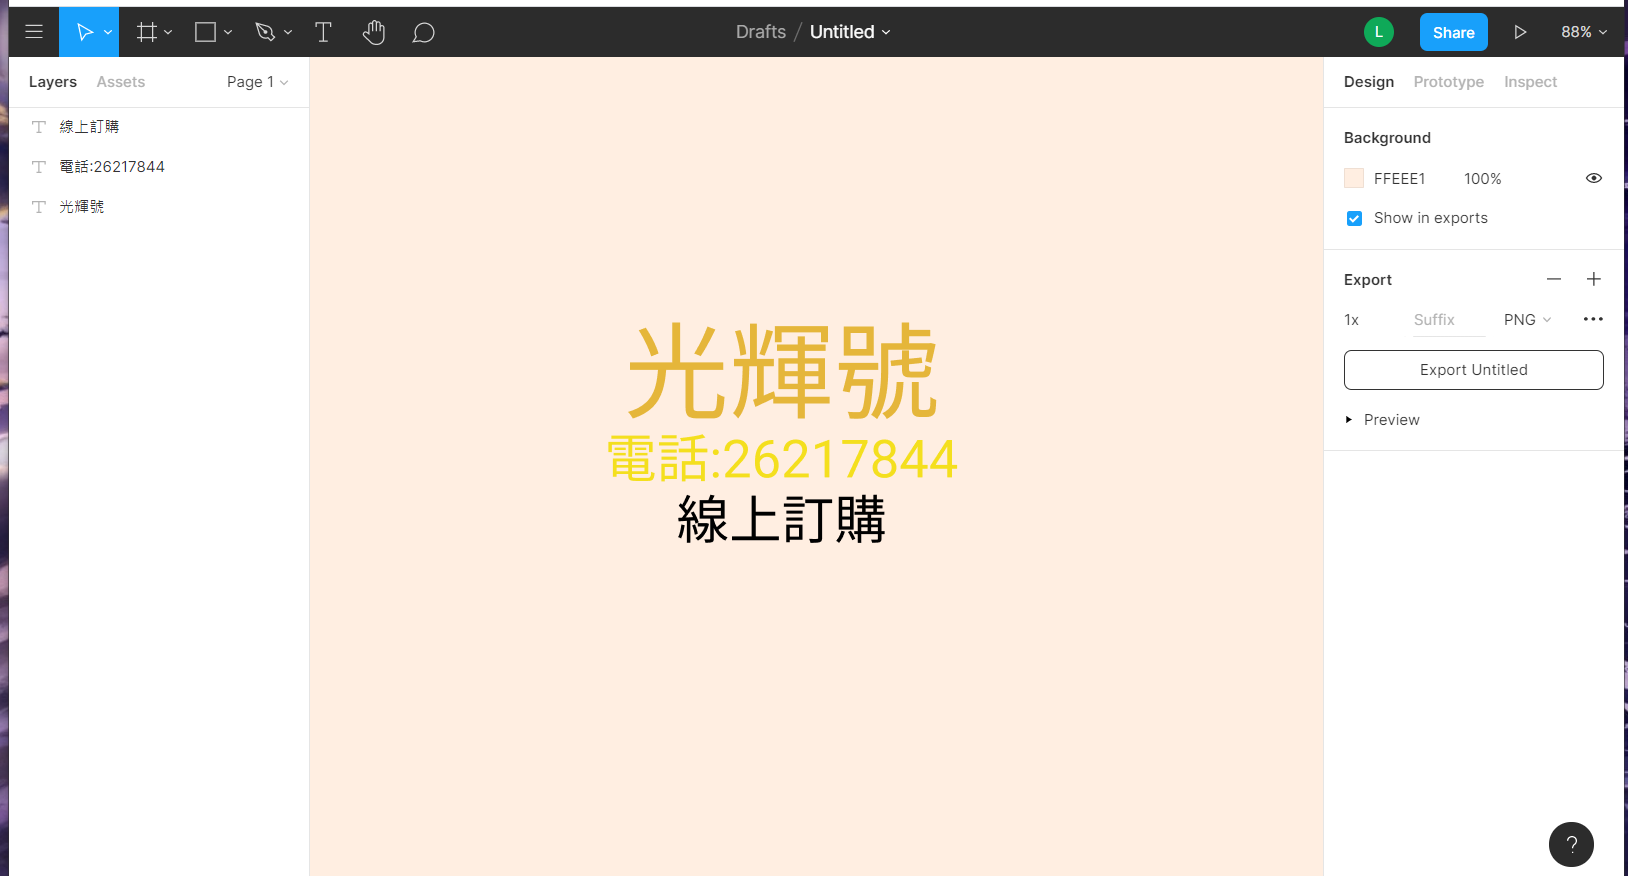 Drafts / Untitled
L
Share
88%
Layers
Assets
Page 1
線上訂購
電話:26217844
光輝號
光輝號
電話:26217844
線上訂購
Design
Prototype
Inspect
Background
FFEEE1
100%
Show in exports
Export
1x
Suffix
PNG
Export Untitled
Preview
?